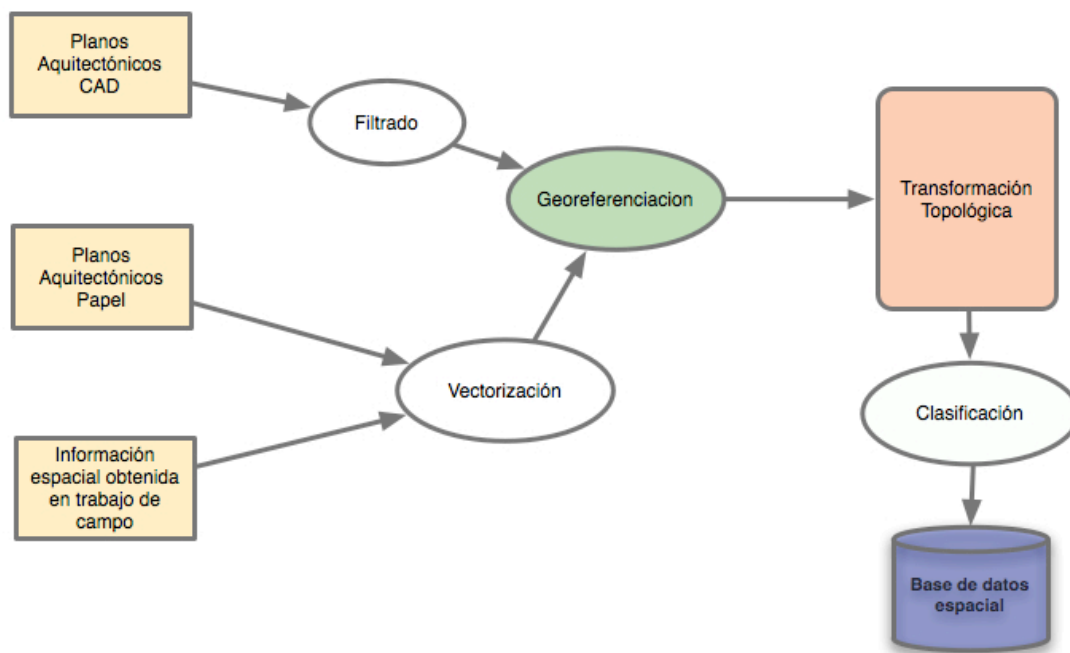 Planos
Aquitectónicos
CAD
Filtrado
Georeferenciacion
Transformación
Topológica
Planos
Aquitectónicos
Papel
Vectorización
Clasificación
Información
espacial obtenida
en trabajo de
campo
Base de datos
espacial